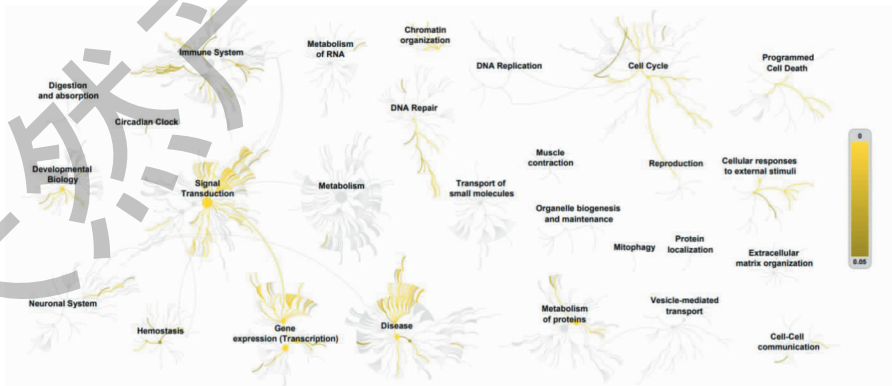 Immune System
Metabolism
of RNA
Chromatin
organization
DNA Replication
Cell Cycle
Programmed
Cell Death
Digestion
and absorption
Circadian Clock
DNA Repair
Developmental
Biology
Signal
Transduction
Metabolism
Transport of
small molecules
Muscle
contraction
Reproduction
Cellular responses
to external stimuli
Organelle biogenesis
and maintenance
Mitophagy
Protein
localization
Extracellular
matrix organization
Neuronal System
Hemostasis
Gene
expression (Transcription)
Disease
Metabolism
of proteins
Vesicle-mediated
transport
Cell-Cell
communication
0
0.05